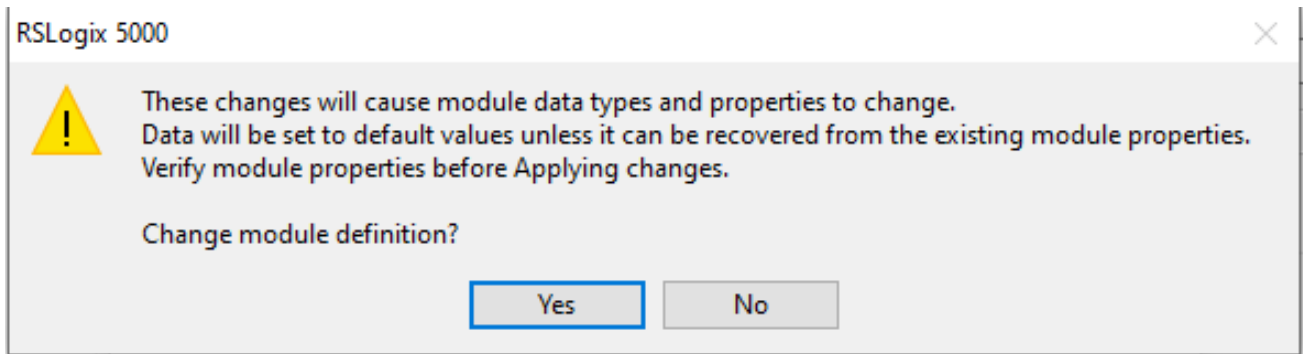 RSLogix 5000
These changes will cause module data types and properties to change.
Data will be set to default values unless it can be recovered from the existing module properties.
Verify module properties before Applying changes.
Change module definition?
Yes
No